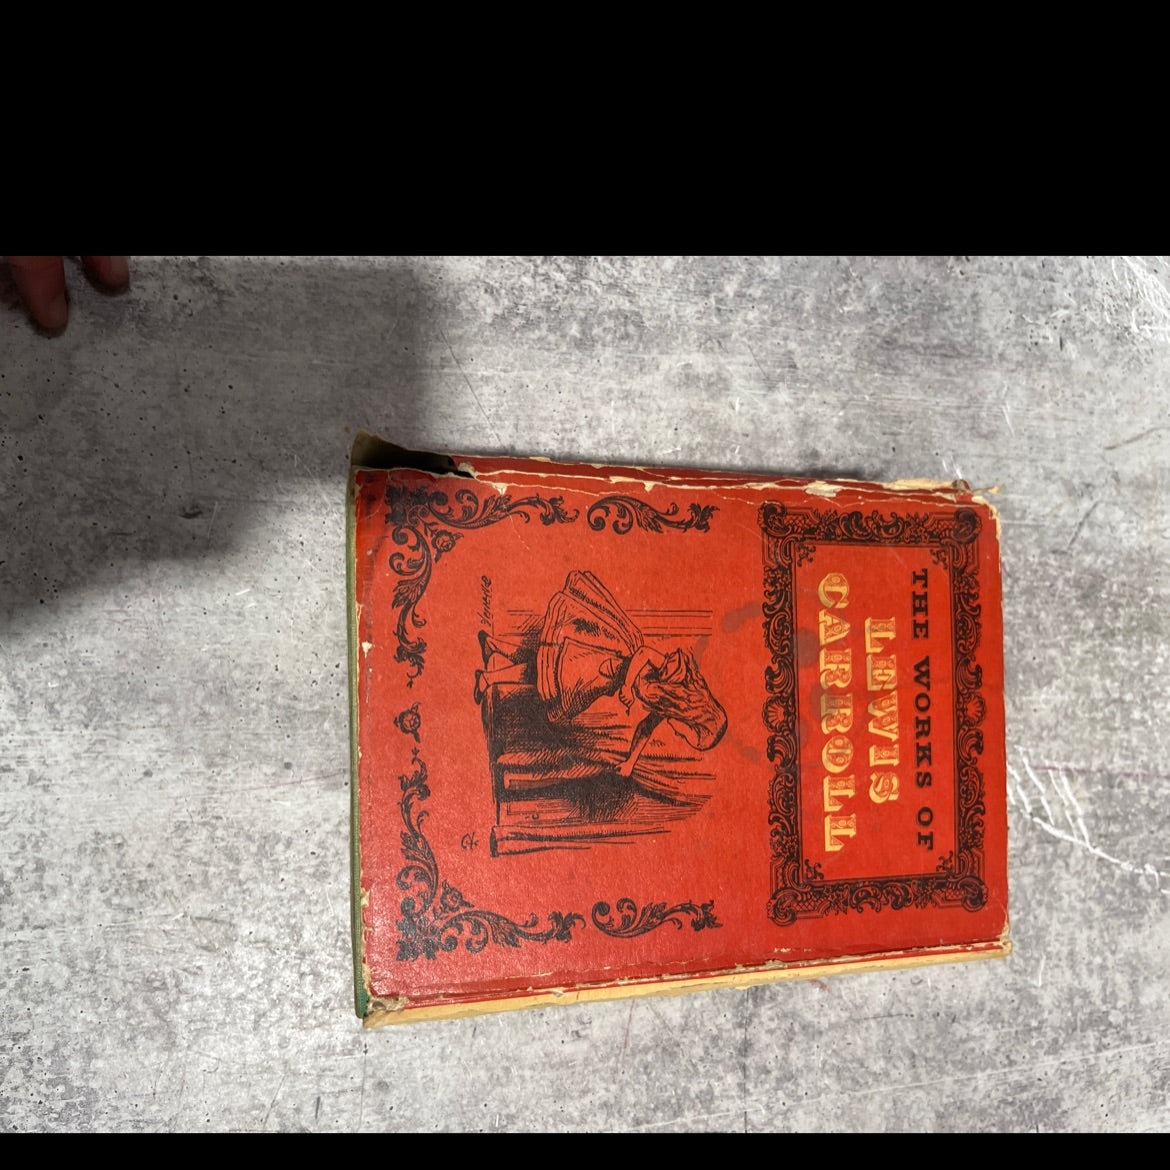 THE WORKS OF
LEWIS
CARROLL